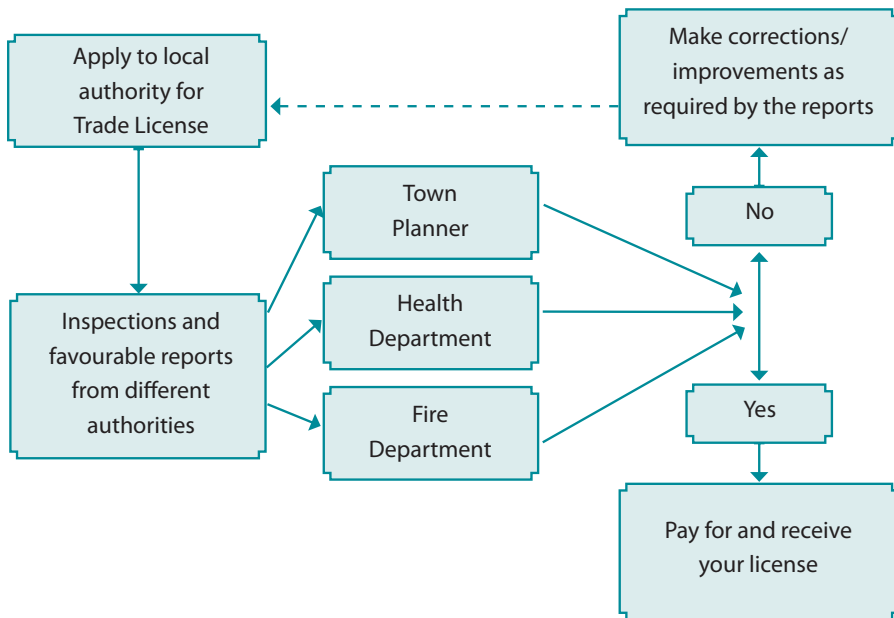 Apply to local
authority for
Trade License
Make corrections/
improvements as
required by the reports
Town
Planner
No
Inspections and
favourable reports
from different
authorities
Health
Department
Fire
Department
Yes
Pay for and receive
your license